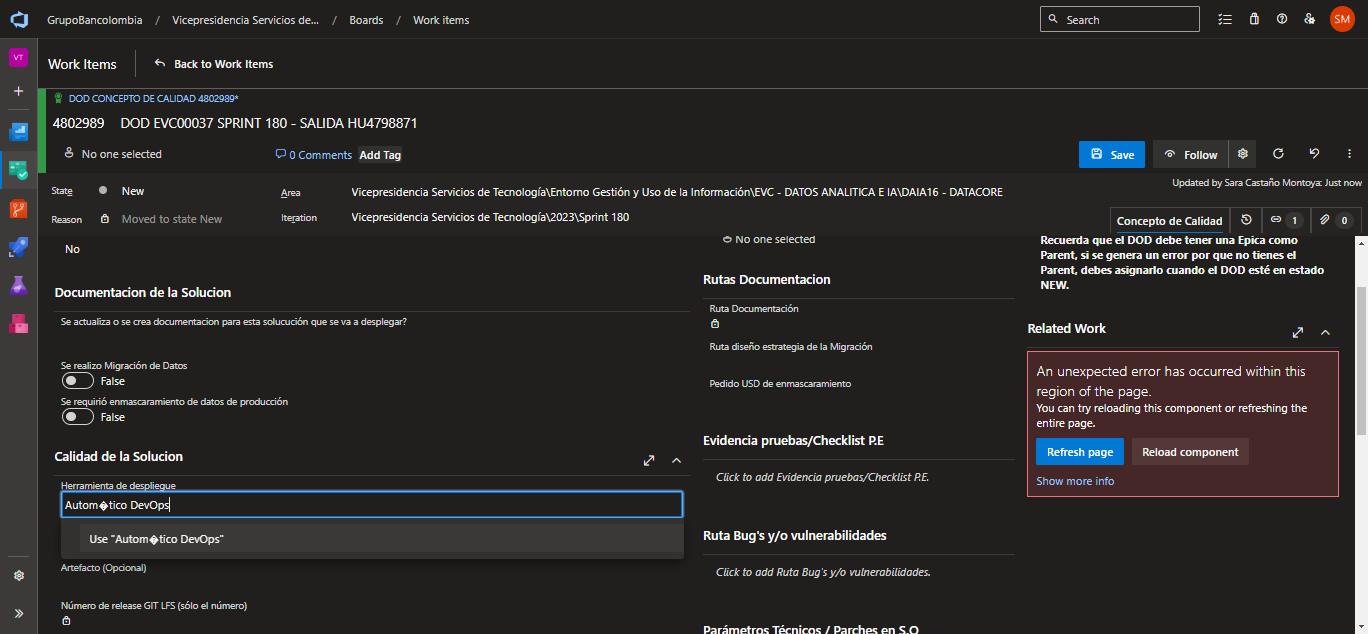 GrupoBancolombia / Vicepresidencia Servicios de... / Boards / Work items
Search
SM
VT
Work Items
Back to Work Items
DOD CONCEPTO DE CALIDAD 4802989*
4802989 DOD EVC00037 SPRINT 180 - SALIDA HU4798871
No one selected
0 Comments
Add Tag
Save
Follow
State
New
Area
Vicepresidencia Servicios de Tecnología\Entorno Gestión y Uso de la Información\EVC - DATOS ANALITICA E IA\DAIA16 - DATACORE
Updated by Sara Castaño Montoya: Just now
Reason
Moved to state New
Iteration
Vicepresidencia Servicios de Tecnología\2023\Sprint 180
Concepto de Calidad
1
0
No
Documentacion de la Solucion
Se actualiza o se crea documentacion para esta solucución que se va a desplegar?
Se realizo Migración de Datos
False
Se requirió enmascaramiento de datos de producción
False
Calidad de la Solucion
Herramienta de despliegue
Autom�tico DevOps
Use "Autom�tico DevOps"
Artefacto (Opcional)
Número de release GIT LFS (sólo el número)
No one selected
Rutas Documentacion
Ruta Documentación
Ruta diseño estrategia de la Migración
Pedido USD de enmascaramiento
Evidencia pruebas/Checklist P.E
Click to add Evidencia pruebas/Checklist P.E.
Ruta Bug's y/o vulnerabilidades
Click to add Ruta Bug's y/o vulnerabilidades.
Parámetros Técnicos / Parches en S.O
Recuerda que el DOD debe tener una Epica como
Parent, si se genera un error por que no tienes el
Parent, debes asignarlo cuando el DOD esté en estado
NEW.
Related Work
An unexpected error has occurred within this
region of the page.
You can try reloading this component or refreshing the
entire page.
Refresh page
Reload component
Show more info